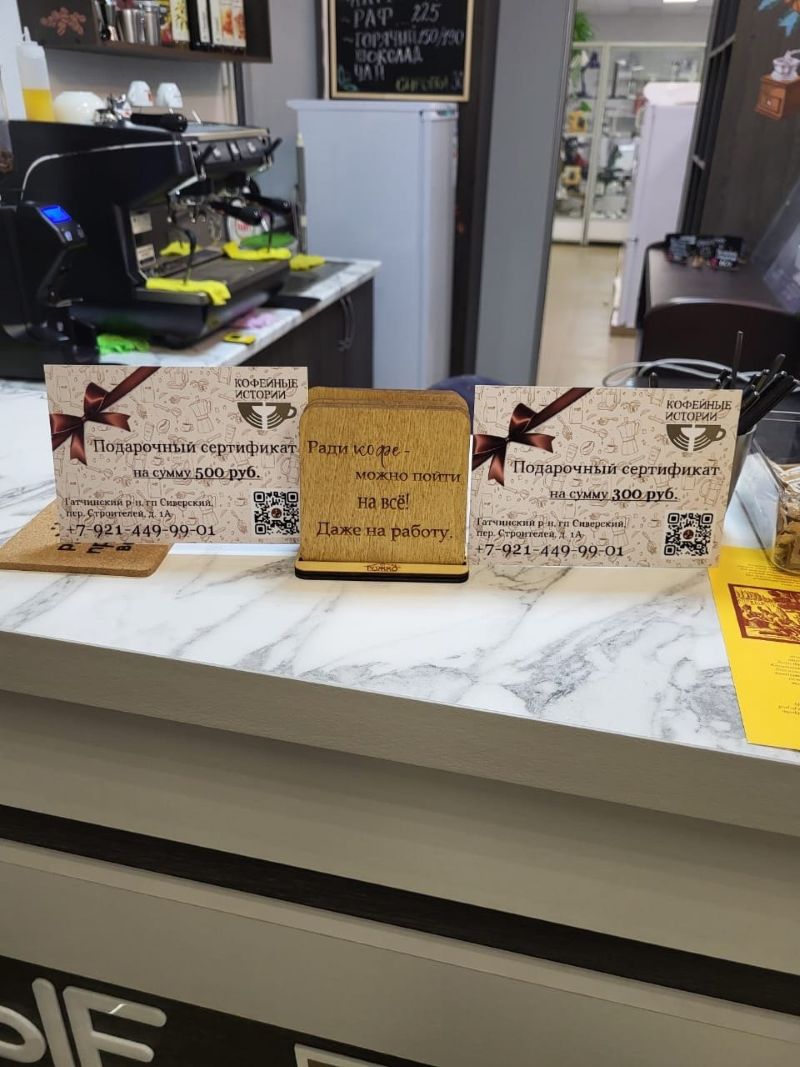 РАФ 225
ГОРЯЧИЙ 150/190
ШОКОЛАД
ЧАЙ
КОФЕЙНЫЕ
ИСТОРИИ
Подарочный сертификат
на сумму 500 руб.
Гатчинский р-н, гп Сиверский,
пер. Строителей, д. 1А
+7-921-449-99-01
Ради кофе -
можно пойти
на всё!
Даже на работу.
КОФЕЙНЫЕ
ИСТОРИИ
Подарочный сертификат
на сумму 300 руб.
Гатчинский р-н, гп Сиверский,
пер. Строителей, д. 1А
+7-921-449-99-01